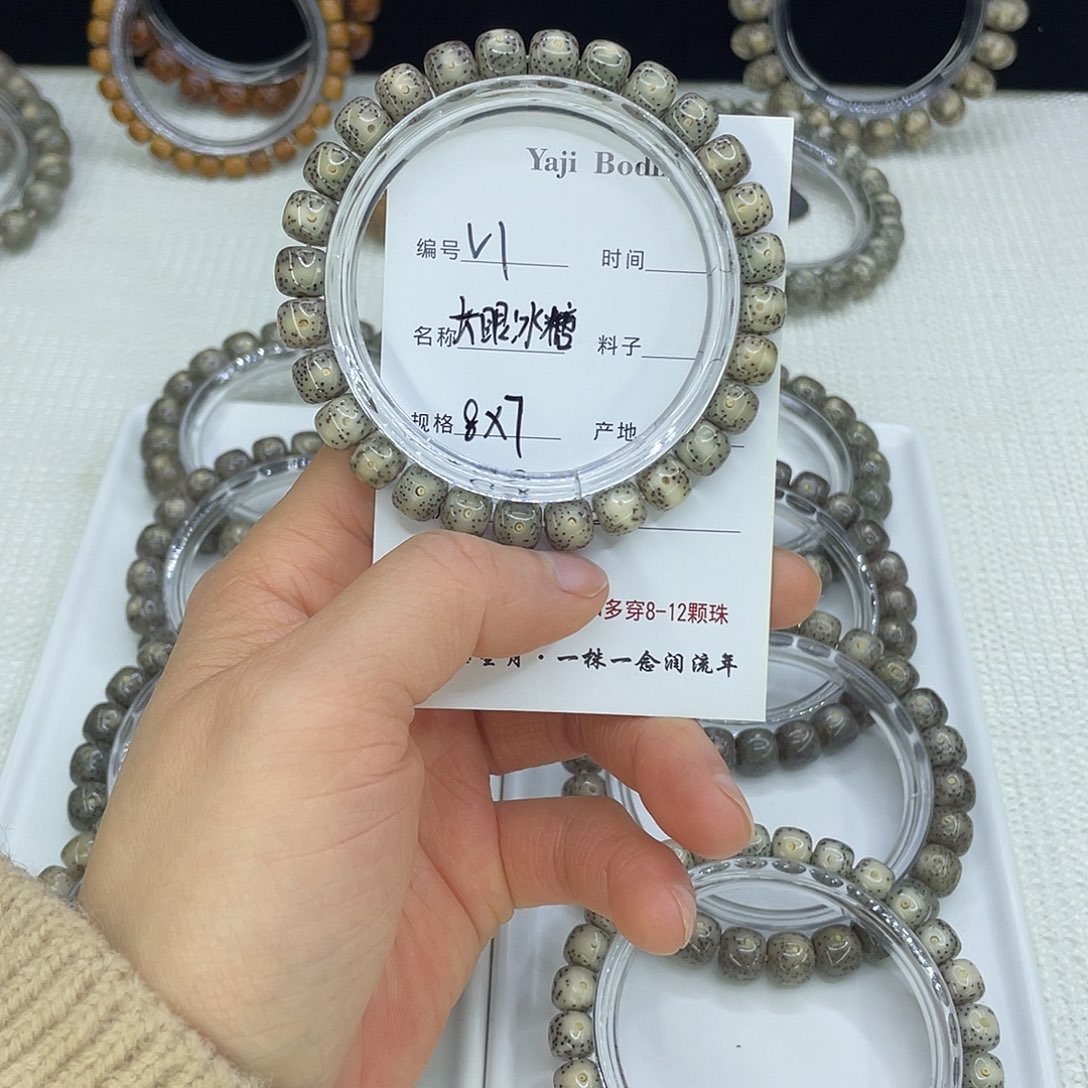 Yaji Bodh
编号 V1 时间
名称 大眼冰糖 料子
规格 8X7 产地
多穿8-12颗珠
月·一株一念润流年